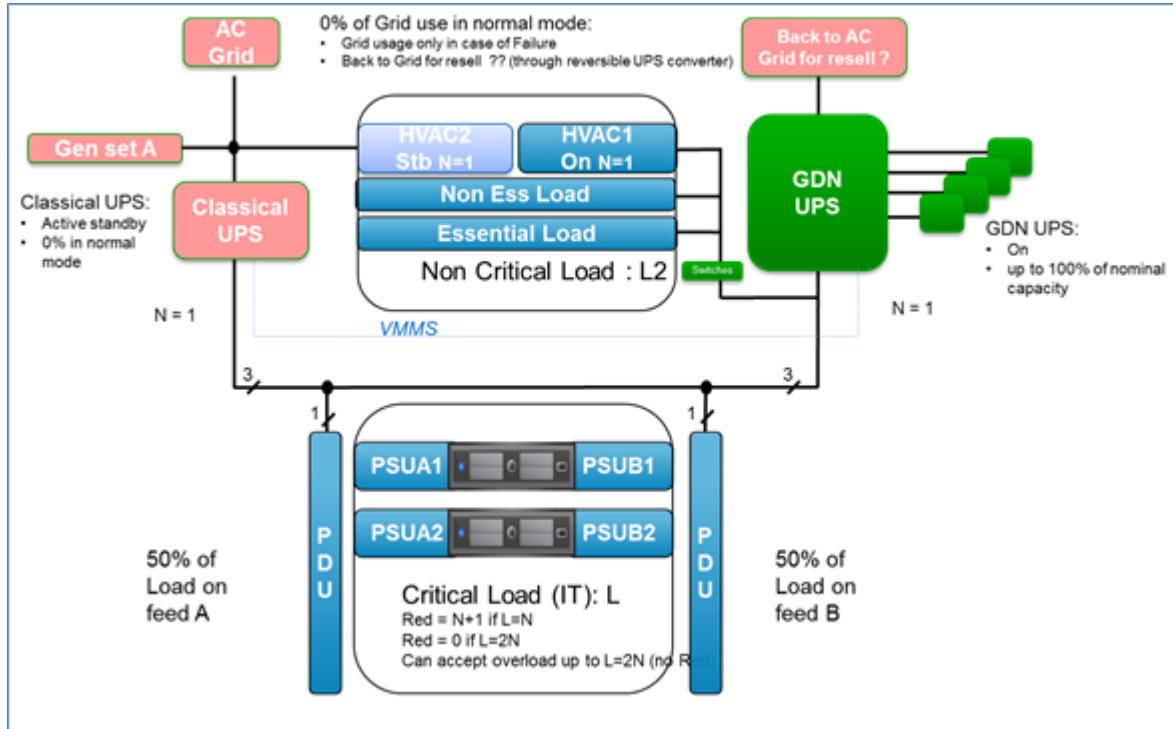 AC
Grid
0% of Grid use in normal mode:
• Grid usage only in case of Failure
• Back to Grid for resell ?? (through reversible UPS converter)
Back to AC
Grid for resell ?
Gen set A
HVAC2
Stb N=1
HVAC1
On N=1
Non Ess Load
Essential Load
Non Critical Load : L2
Switches
Classical UPS:
• Active standby
• 0% in normal
mode
Classical
UPS
GDN
UPS
GDN UPS:
• On
• up to 100% of nominal
capacity
N = 1
VMMS
N = 1
3
3
1
1
PDU
PSUA1
PSUB1
PSUA2
PSUB2
PDU
50% of
Load on
feed A
Critical Load (IT): L
Red = N+1 if L=N
Red = 0 if L=2N
Can accept overload up to L=2N (no Red)
50% of
Load on
feed B